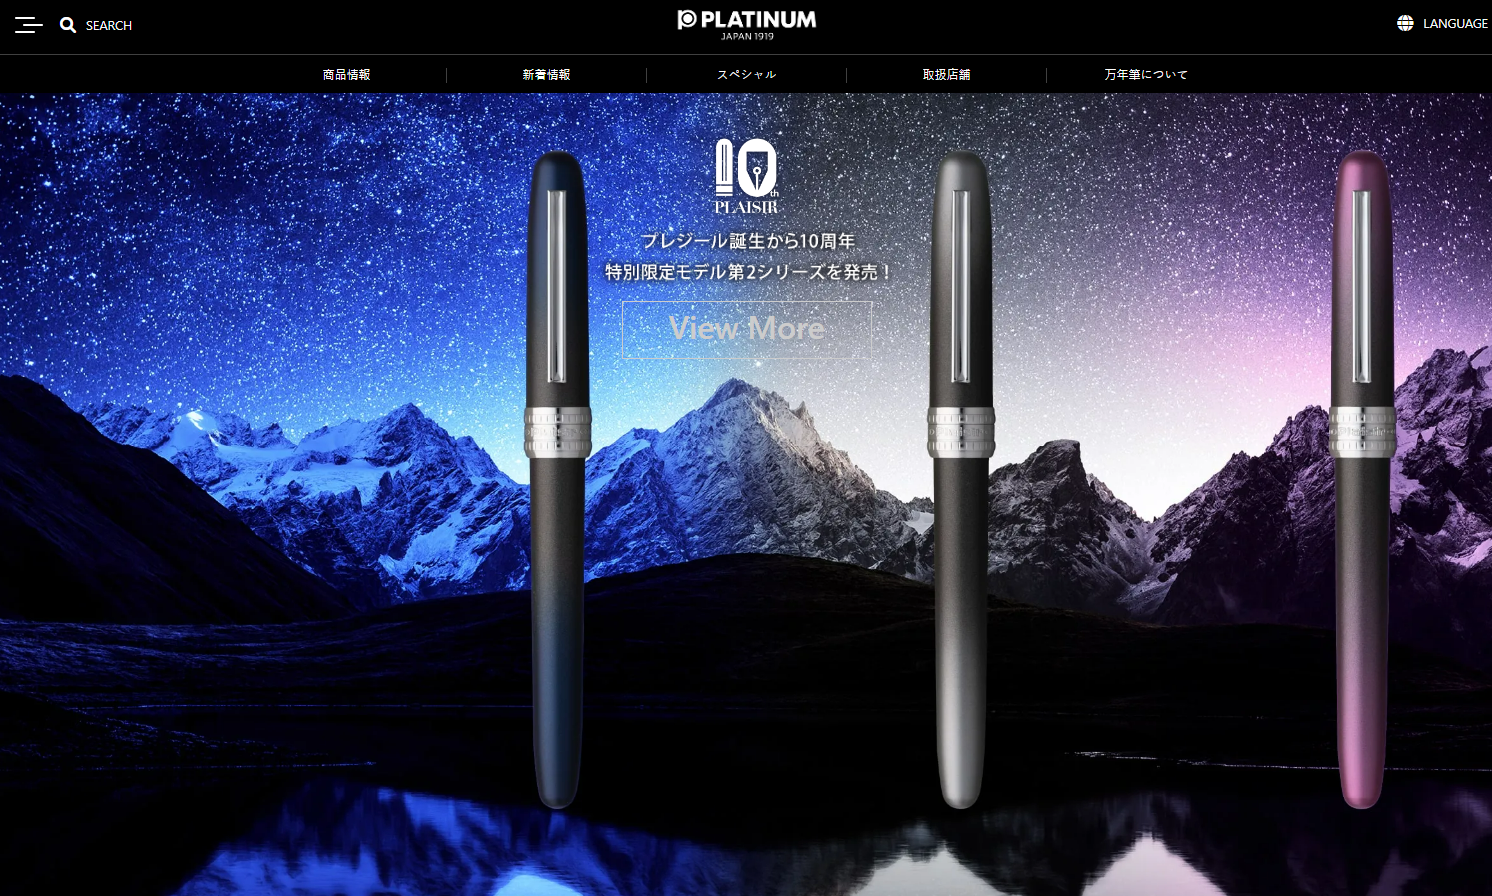 SEARCH
PLATINUM
JAPAN 1919
LANGUAGE
商品情報
新着情報
スペシャル
取扱店舗
万年筆について
10th
PLAISIR
プレジール誕生から10周年
特別限定モデル第2シリーズを発売！
View More